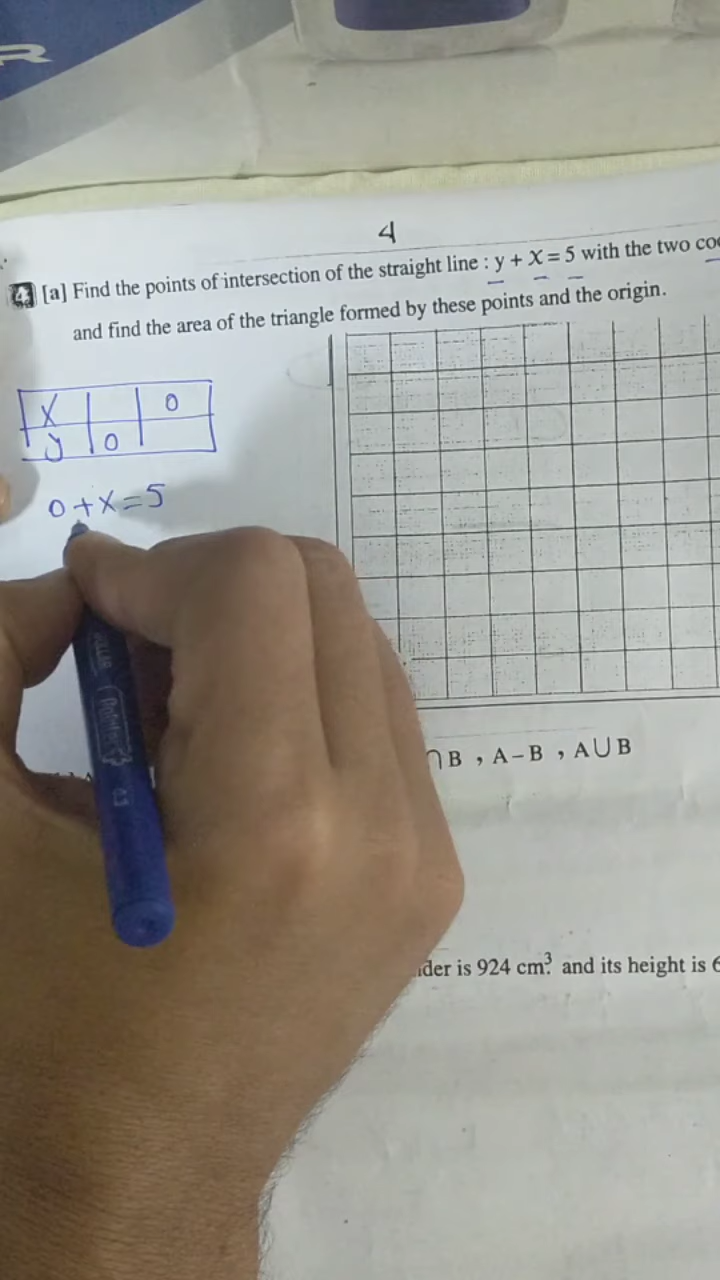 4
4 [a] Find the points of intersection of the straight line : y + X = 5 with the two
and find the area of the triangle formed by these points and the origin.
X 0
y 0
0+x=5
∩ B , A – B , A ∪ B
is 924 cm³. and its height is 6